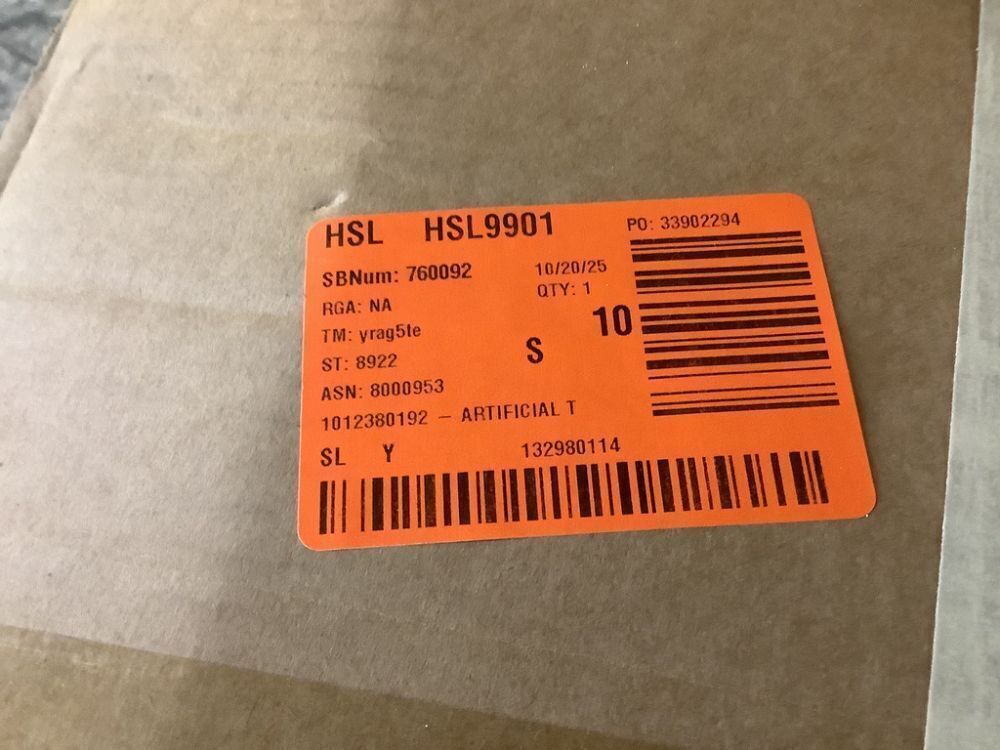 HSL HSL9901 PO: 33902294
SBNum: 760092 10/20/25
RGA: NA QTY: 1
TM: yrag5te S 10
ST: 8922
ASN: 8000953
1012380192 – ARTIFICIAL T
SL Y 132980114